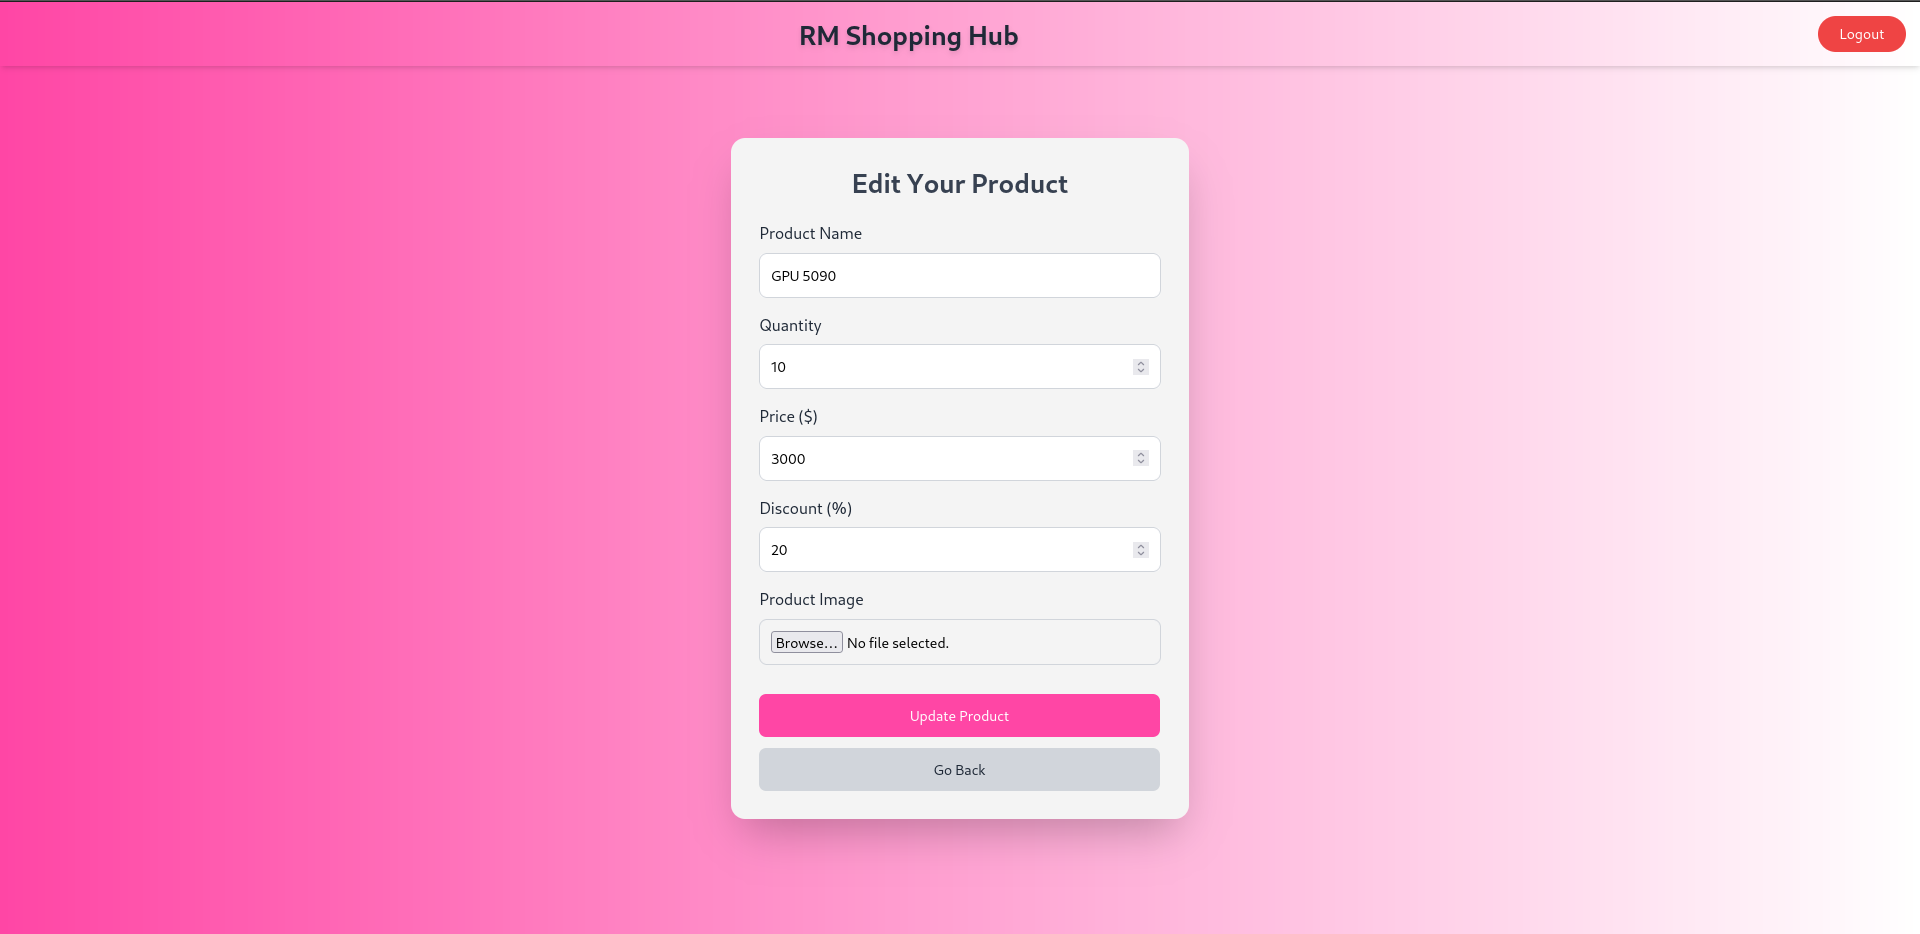 RM Shopping Hub
Logout
Edit Your Product
Product Name
GPU 5090
Quantity
10
Price ($)
3000
Discount (%)
20
Product Image
Browse... No file selected.
Update Product
Go Back